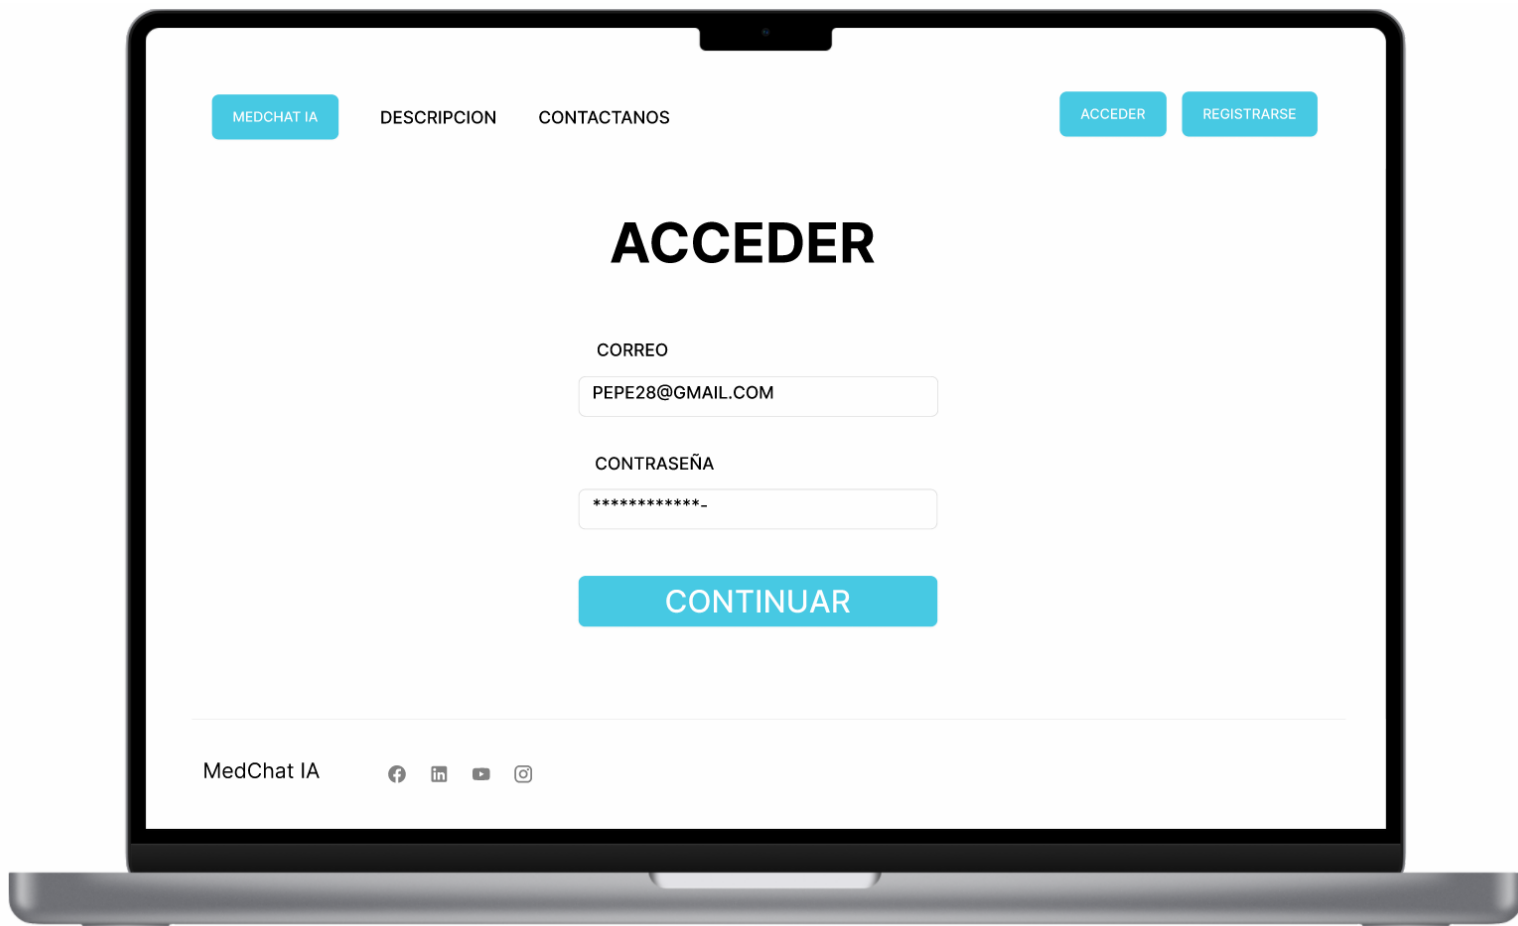 MEDCHAT IA DESCRIPCION CONTACTANOS ACCEDER REGISTRARSE
ACCEDER
CORREO
PEPE28@GMAIL.COM
CONTRASEÑA
************-
CONTINUAR
MedChat IA